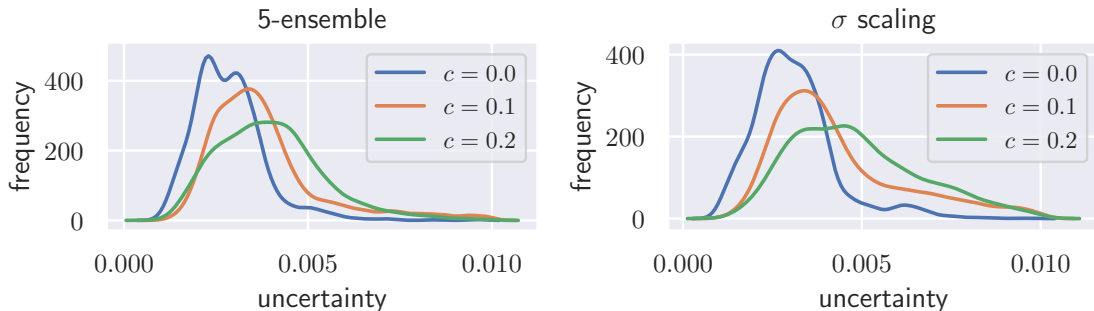 5-ensemble
frequency
400
200
0
c = 0.0
c = 0.1
c = 0.2
0.000
0.005
0.010
uncertainty
σ scaling
frequency
400
200
0
c = 0.0
c = 0.1
c = 0.2
0.000
0.005
0.010
uncertainty